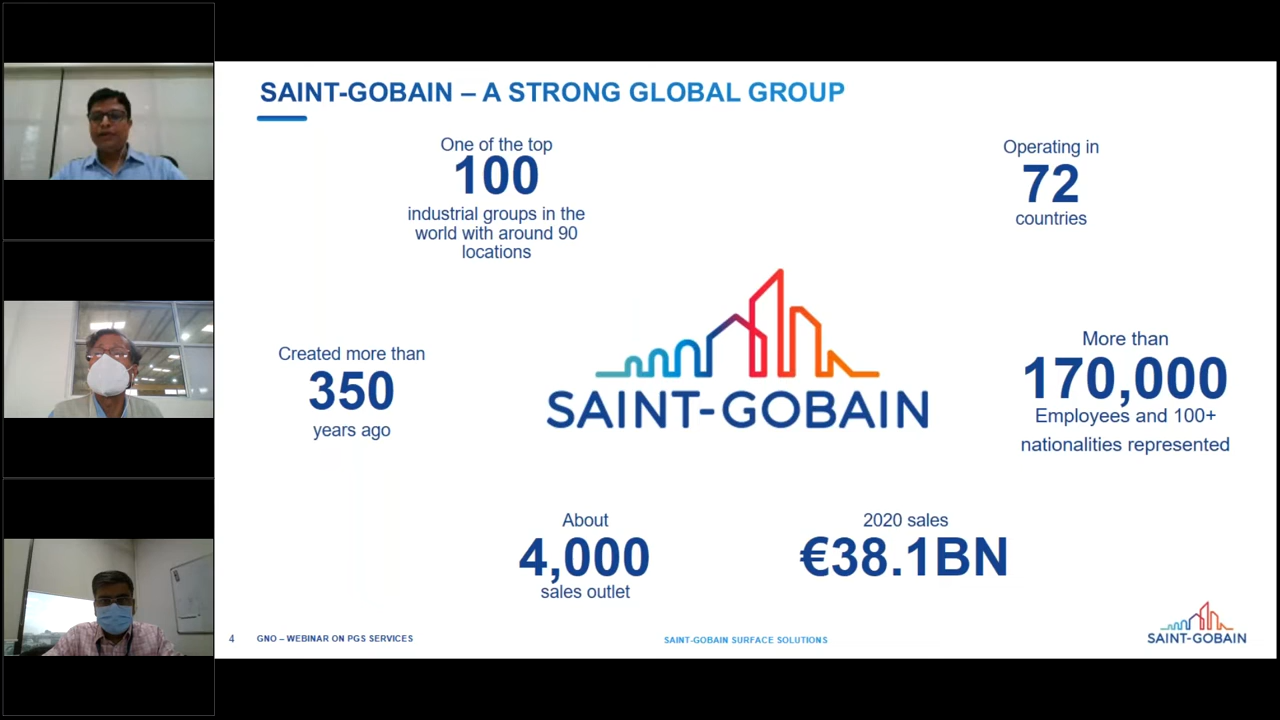 SAINT-GOBAIN – A STRONG GLOBAL GROUP
One of the top
100
industrial groups in the
world with around 90
locations
Operating in
72
countries
Created more than
350
years ago
SAINT-GOBAIN
More than
170,000
Employees and 100+
nationalities represented
About
4,000
sales outlet
2020 sales
€38.1BN
4 GNO – WEBINAR ON PGS SERVICES
SAINT-GOBAIN SURFACE SOLUTIONS
SAINT-GOBAIN